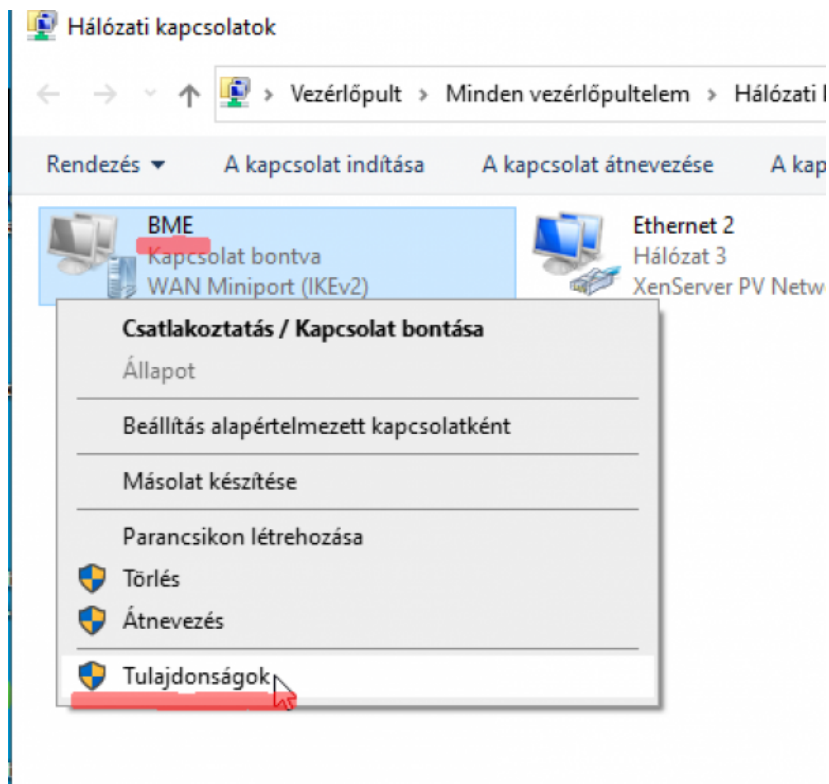 Hálózati kapcsolatok
Vezérlőpult > Minden vezérlőpultelem > Hálózati
Rendezés A kapcsolat indítása A kapcsolat átnevezése A kap
BME
Kapcsolat bontva
WAN Miniport (IKEv2)
Ethernet 2
Hálózat 3
XenServer PV Netw
Csatlakoztatás / Kapcsolat bontása
Állapot
Beállítás alapértelmezett kapcsolatként
Másolat készítése
Parancsikon létrehozása
Törlés
Átnevezés
Tulajdonságok